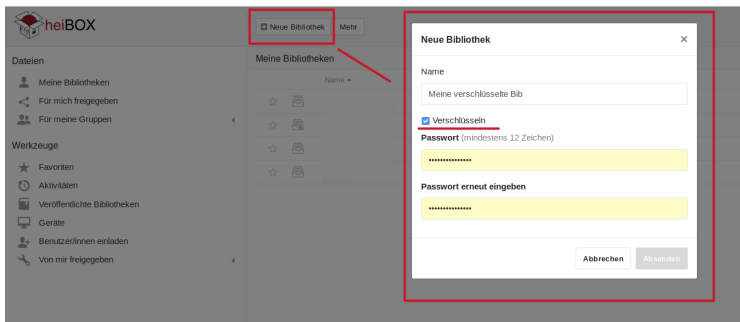 heiBOX
Neue Bibliothek
Mehr
Dateien
Meine Bibliotheken
Für mich freigegeben
Für meine Gruppen
Werkzeuge
Favoriten
Aktivitäten
Veröffentlichte Bibliotheken
Geräte
Benutzer/innen einladen
Von mir freigegeben
Meine Bibliotheken
Name
Neue Bibliothek ×
Name
Meine verschlüsselte Bib
Verschlüsseln
Passwort (mindestens 12 Zeichen)
•••••••••••••••
Passwort erneut eingeben
•••••••••••••••
Abbrechen
Absenden